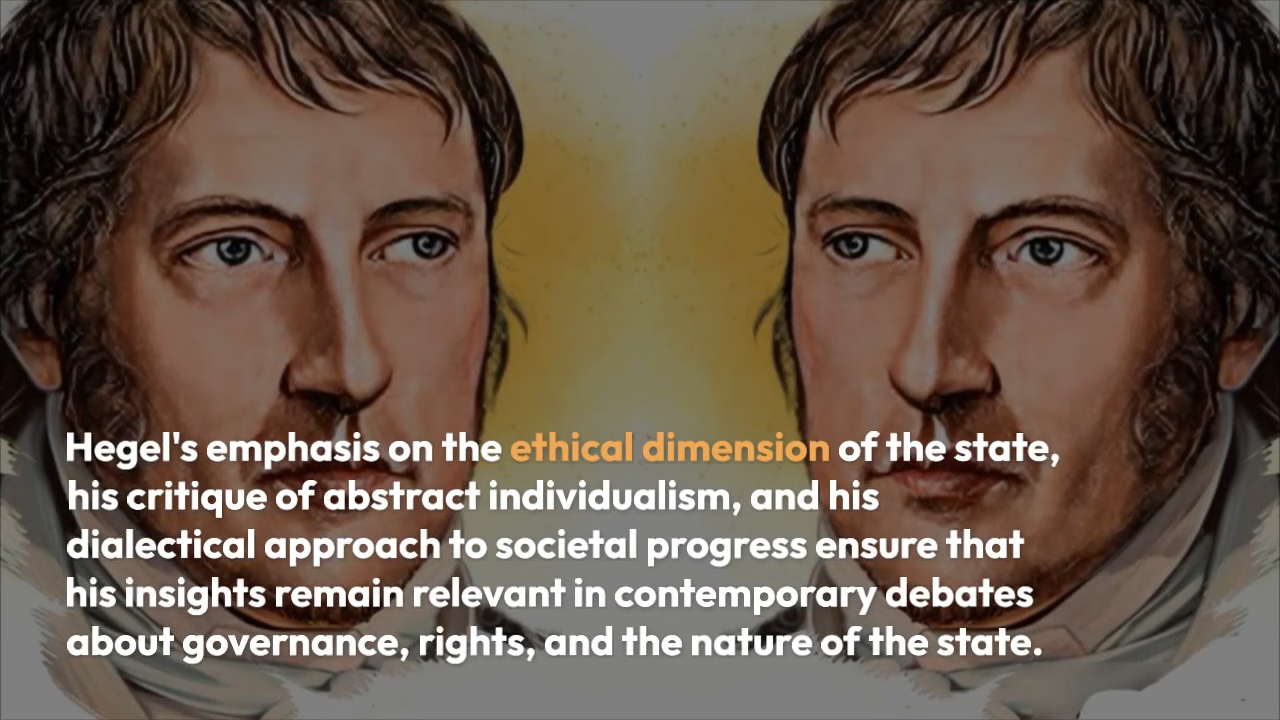 Hegel's emphasis on the ethical dimension of the state,
his critique of abstract individualism, and his
dialectical approach to societal progress ensure that
his insights remain relevant in contemporary debates
about governance, rights, and the nature of the state.